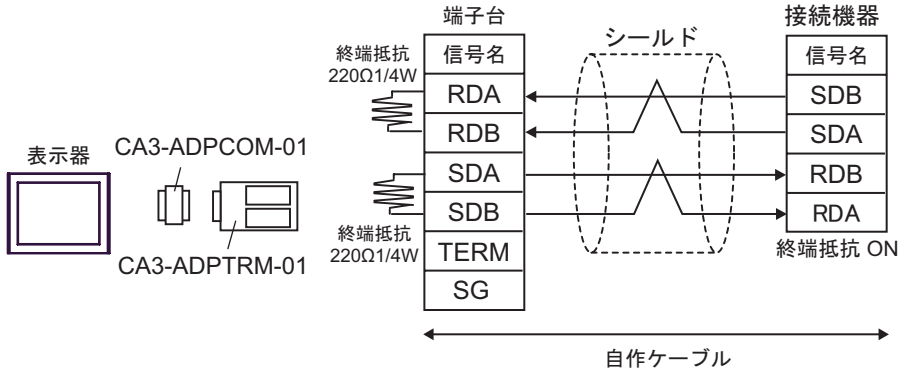 表示器
CA3-ADPCOM-01
CA3-ADPTRM-01
終端抵抗
220Ω1/4W
終端抵抗
220Ω1/4W
端子台
信号名
RDA
RDB
SDA
SDB
TERM
SG
シールド
接続機器
信号名
SDB
SDA
RDB
RDA
終端抵抗 ON
自作ケーブル